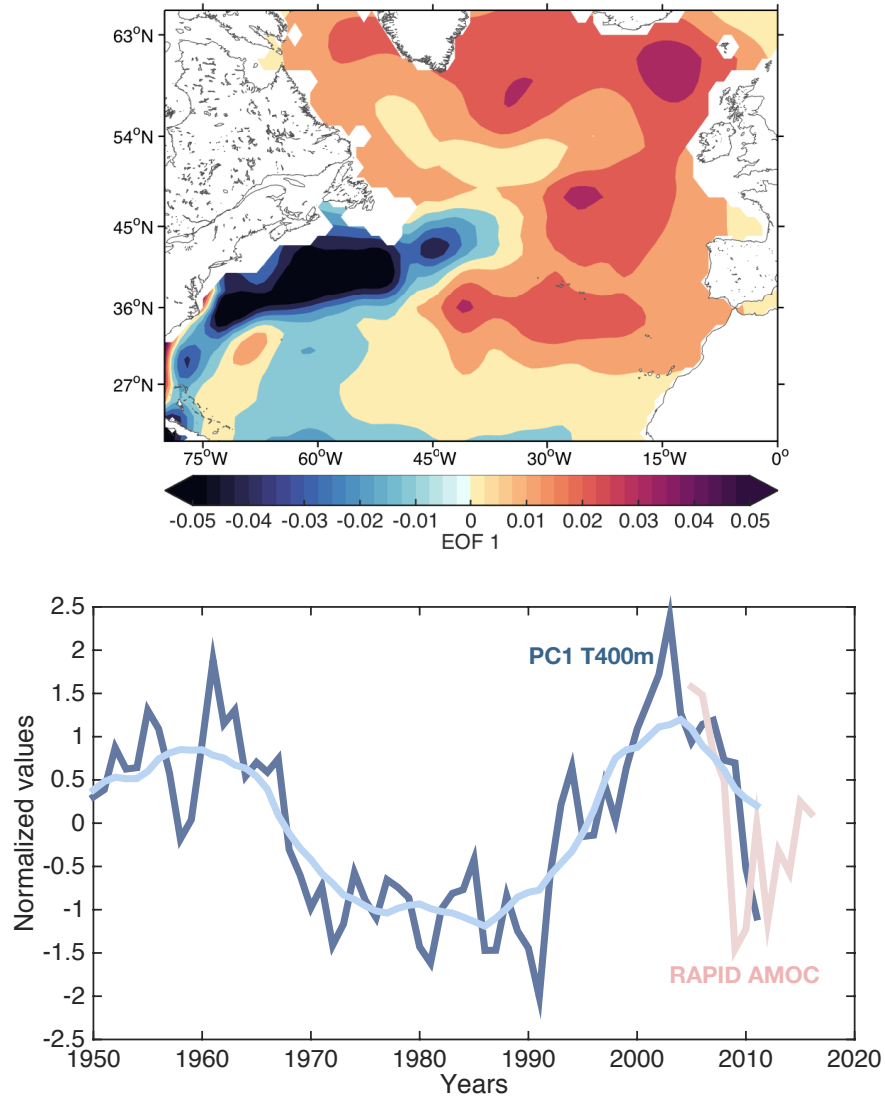 63°N
54°N
45°N
36°N
27°N
75°W 60°W 45°W 30°W 15°W 0°
-0.05 -0.04 -0.03 -0.02 -0.01 0 0.01 0.02 0.03 0.04 0.05
EOF 1
2.5
2
1.5
1
0.5
0
-0.5
-1
-1.5
-2
-2.5
Normalized values
PC1 T400m
RAPID AMOC
1950 1960 1970 1980 1990 2000 2010 2020
Years